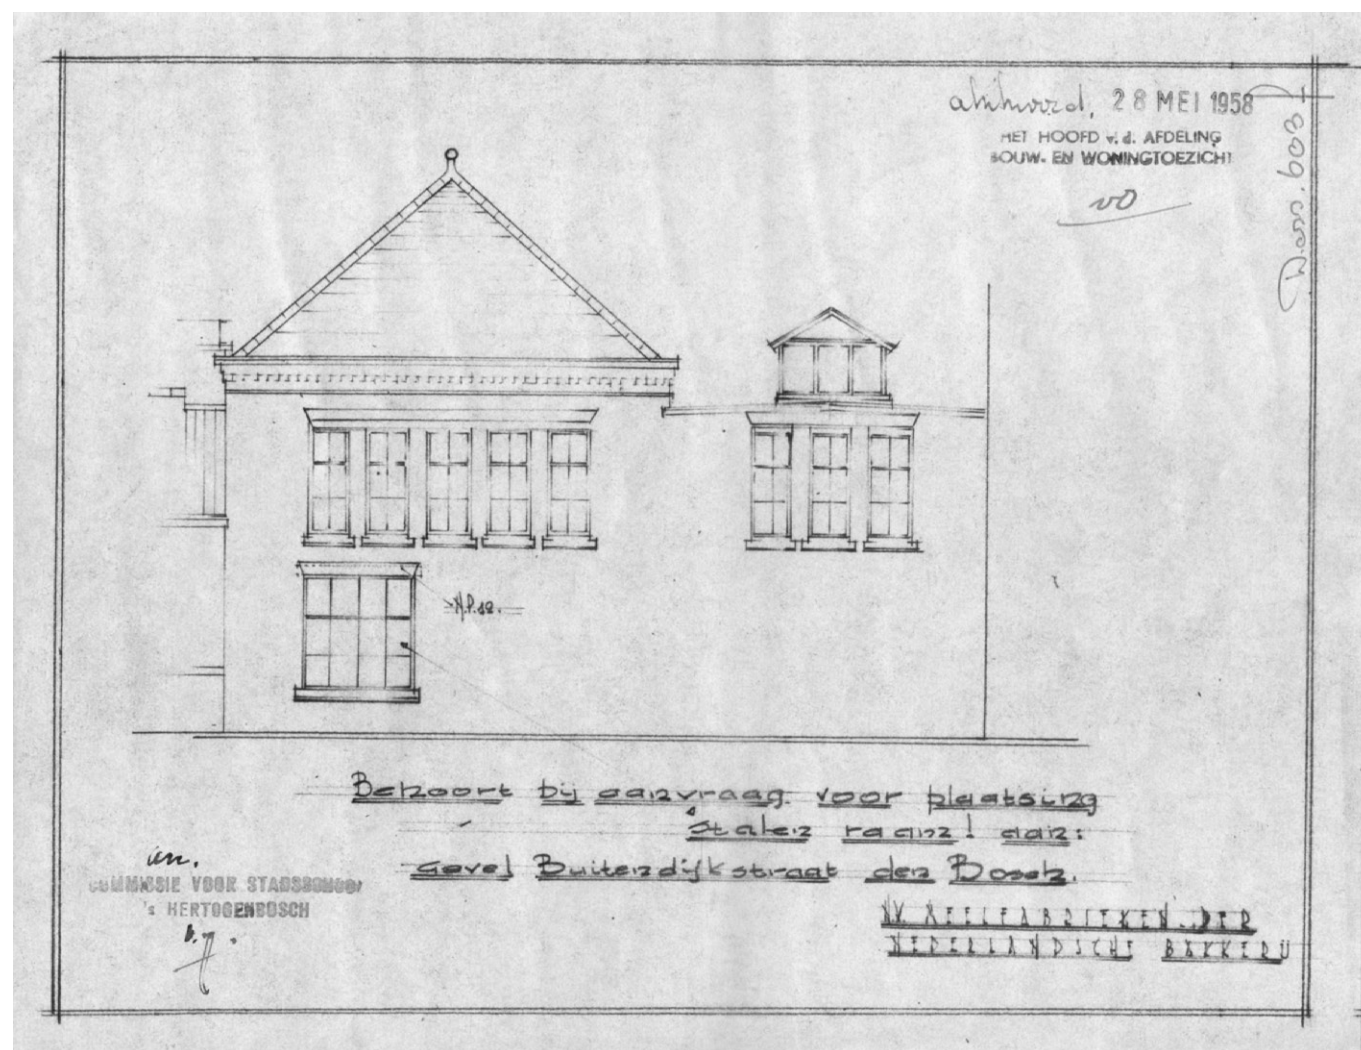 28 MEI 1958
HET HOOFD v.d. AFDELING
BOUW- EN WONINGTOEZICHT
Behoort bij aanvraag voor plaatsing
stalen raam! aan:
Gevel Buitendijkstraat den Bosch.
COMMISSIE VOOR STADSSCHOON
's HERTOGENBOSCH
N.V. MEELFABRIEKEN DER
NEDERLANDSCHE BAKKERIJ